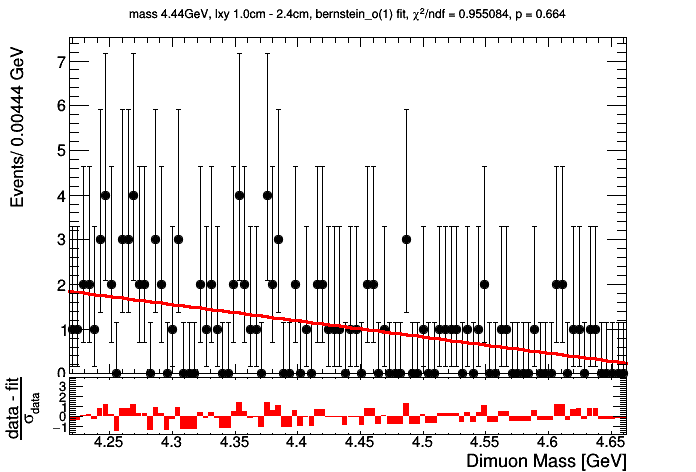 mass 4.44GeV, lxy 1.0cm - 2.4cm, bernstein_o(1) fit, χ²/ndf = 0.955084, p = 0.664
Events/ 0.00444 GeV
7
6
5
4
3
2
1
0
data - fit
σdata
3
2
1
0
−1
4.25 4.3 4.35 4.4 4.45 4.5 4.55 4.6 4.65
Dimuon Mass [GeV]